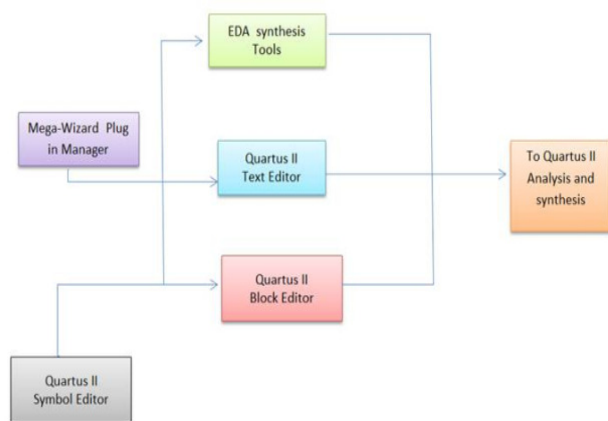 EDA synthesis
Tools
Mega-Wizard Plug
in Manager
Quartus II
Text Editor
To Quartus II
Analysis and
synthesis
Quartus II
Block Editor
Quartus II
Symbol Editor